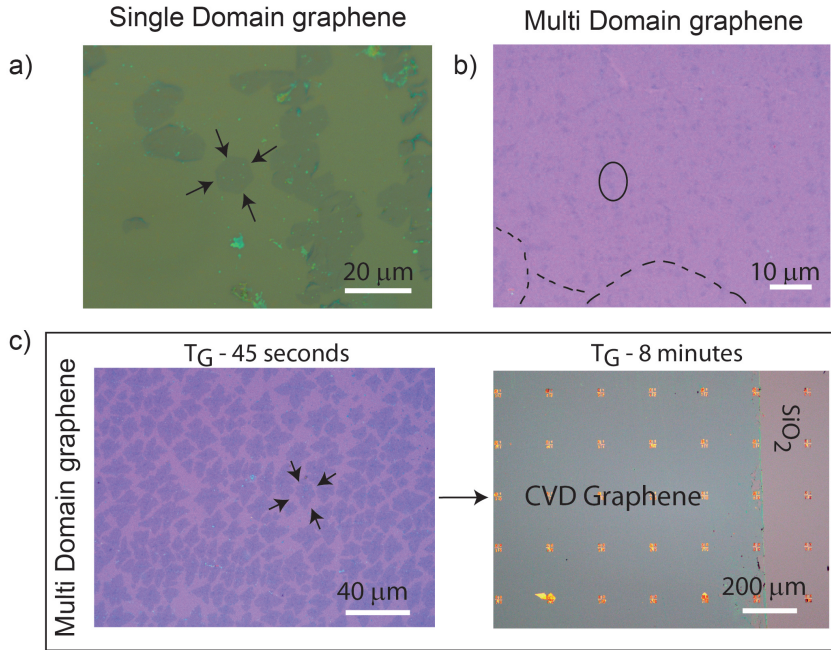 Single Domain graphene
Multi Domain graphene
a)
b)
20 μm
10 μm
c)
Multi Domain graphene
TG - 45 seconds
TG - 8 minutes
SiO2
CVD Graphene
40 μm
200 μm